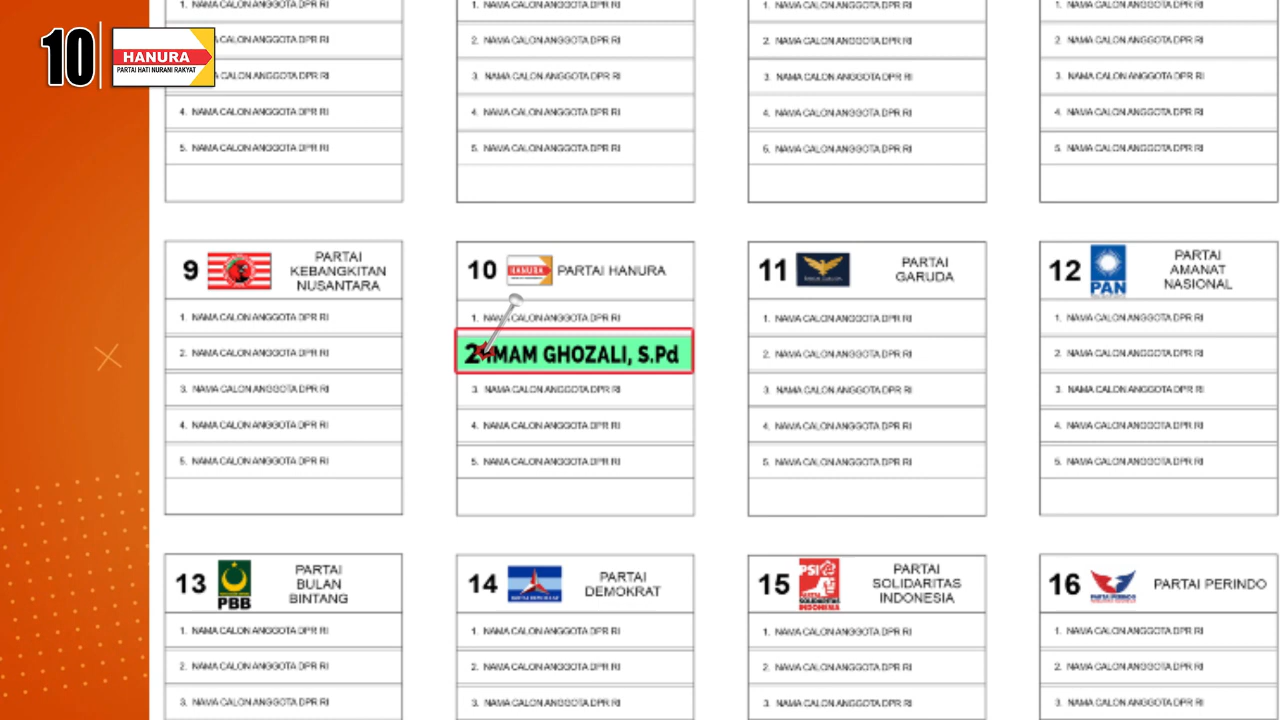 10
HANURA
PARTAI HATI NURANI RAKYAT
1. NAMA CALON ANGGOTA DPR RI
CALON ANGGOTA DPR RI
CALON ANGGOTA DPR RI
4. NAMA CALON ANGGOTA DPR RI
5. NAMA CALON ANGGOTA DPR RI
1. NAMA CALON ANGGOTA DPR RI
2. NAMA CALON ANGGOTA DPR RI
3. NAMA CALON ANGGOTA DPR RI
4. NAMA CALON ANGGOTA DPR RI
5. NAMA CALON ANGGOTA DPR RI
1. NAMA CALON ANGGOTA DPR RI
2. NAMA CALON ANGGOTA DPR RI
3. NAMA CALON ANGGOTA DPR RI
4. NAMA CALON ANGGOTA DPR RI
5. NAMA CALON ANGGOTA DPR RI
1. NAMA CALON ANGGOTA DPR RI
2. NAMA CALON ANGGOTA DPR RI
3. NAMA CALON ANGGOTA DPR RI
4. NAMA CALON ANGGOTA DPR RI
5. NAMA CALON ANGGOTA DPR RI
9
PARTAI
KEBANGKITAN
NUSANTARA
1. NAMA CALON ANGGOTA DPR RI
2. NAMA CALON ANGGOTA DPR RI
3. NAMA CALON ANGGOTA DPR RI
4. NAMA CALON ANGGOTA DPR RI
5. NAMA CALON ANGGOTA DPR RI
10 HANURA PARTAI HANURA
1. NAMA CALON ANGGOTA DPR RI
2. IMAM GHOZALI, S.Pd
3. NAMA CALON ANGGOTA DPR RI
4. NAMA CALON ANGGOTA DPR RI
5. NAMA CALON ANGGOTA DPR RI
11
PARTAI
GARUDA
1. NAMA CALON ANGGOTA DPR RI
2. NAMA CALON ANGGOTA DPR RI
3. NAMA CALON ANGGOTA DPR RI
4. NAMA CALON ANGGOTA DPR RI
5. NAMA CALON ANGGOTA DPR RI
12
PAN
PARTAI
AMANAT
NASIONAL
1. NAMA CALON ANGGOTA DPR RI
2. NAMA CALON ANGGOTA DPR RI
3. NAMA CALON ANGGOTA DPR RI
4. NAMA CALON ANGGOTA DPR RI
5. NAMA CALON ANGGOTA DPR RI
13
PBB
PARTAI
BULAN
BINTANG
1. NAMA CALON ANGGOTA DPR RI
2. NAMA CALON ANGGOTA DPR RI
3. NAMA CALON ANGGOTA DPR RI
14
PARTAI DEMOKRAT
PARTAI
DEMOKRAT
1. NAMA CALON ANGGOTA DPR RI
2. NAMA CALON ANGGOTA DPR RI
3. NAMA CALON ANGGOTA DPR RI
15
PSI
PARTAI
SOLIDARITAS
INDONESIA
PARTAI
SOLIDARITAS
INDONESIA
1. NAMA CALON ANGGOTA DPR RI
2. NAMA CALON ANGGOTA DPR RI
3. NAMA CALON ANGGOTA DPR RI
16
PARTAI PERINDO
PARTAI PERINDO
1. NAMA CALON ANGGOTA DPR RI
2. NAMA CALON ANGGOTA DPR RI
3. NAMA CALON ANGGOTA DPR RI